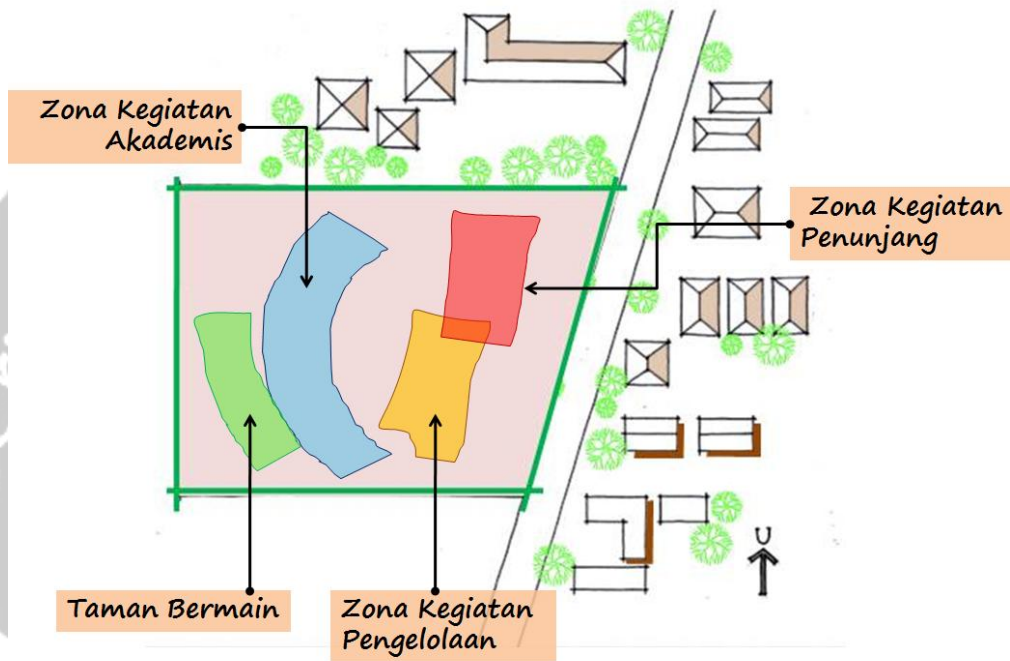 Zona Kegiatan
Akademis
Zona Kegiatan
Penunjang
U
Taman Bermain
Zona Kegiatan
Pengelolaan